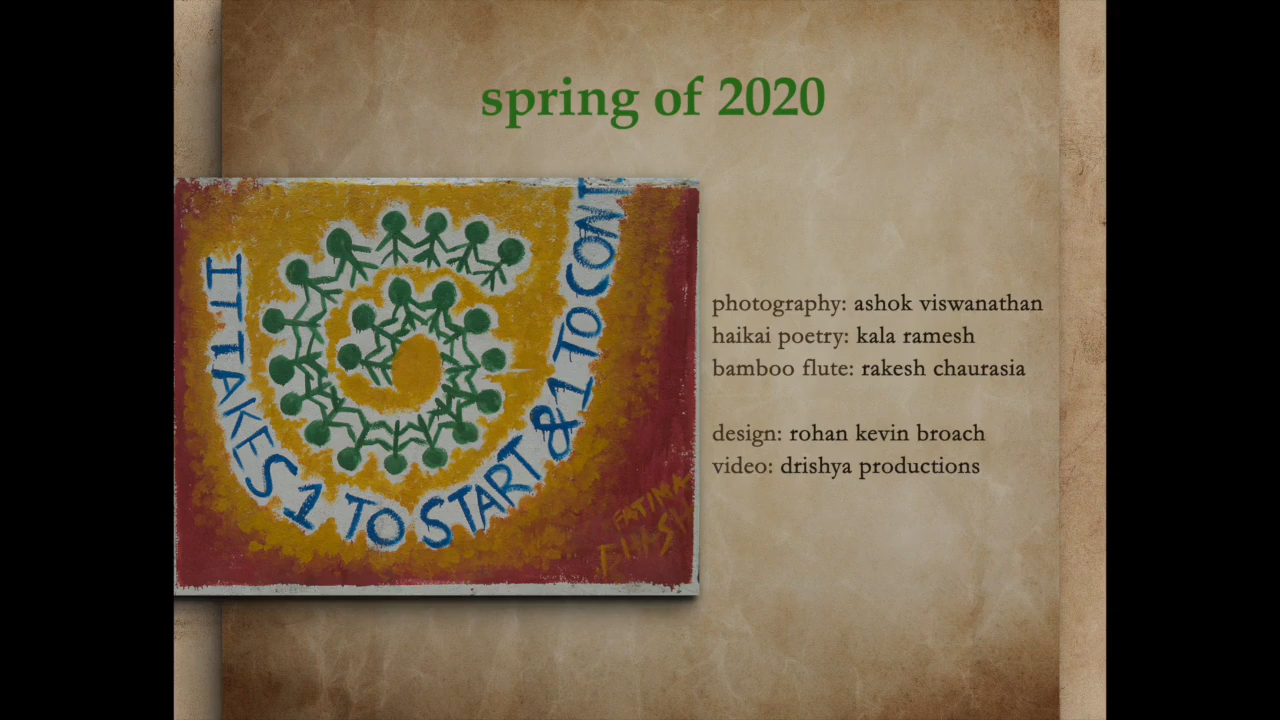 spring of 2020
IT TAKES 1 TO START & 1 TO CONT
FATIMA
photography: ashok viswanathan
haikai poetry: kala ramesh
bamboo flute: rakesh chaurasia
design: rohan kevin broach
video: drishya productions